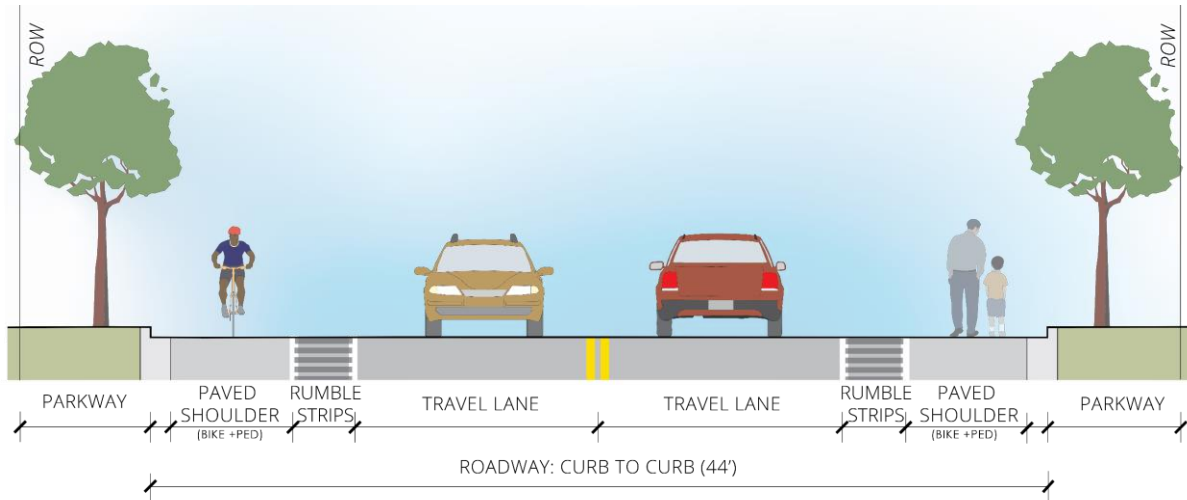 ROW
ROW
PARKWAY
PAVED
SHOULDER
(BIKE +PED)
RUMBLE
STRIPS
TRAVEL LANE
TRAVEL LANE
RUMBLE
STRIPS
PAVED
SHOULDER
(BIKE +PED)
PARKWAY
ROADWAY: CURB TO CURB (44')